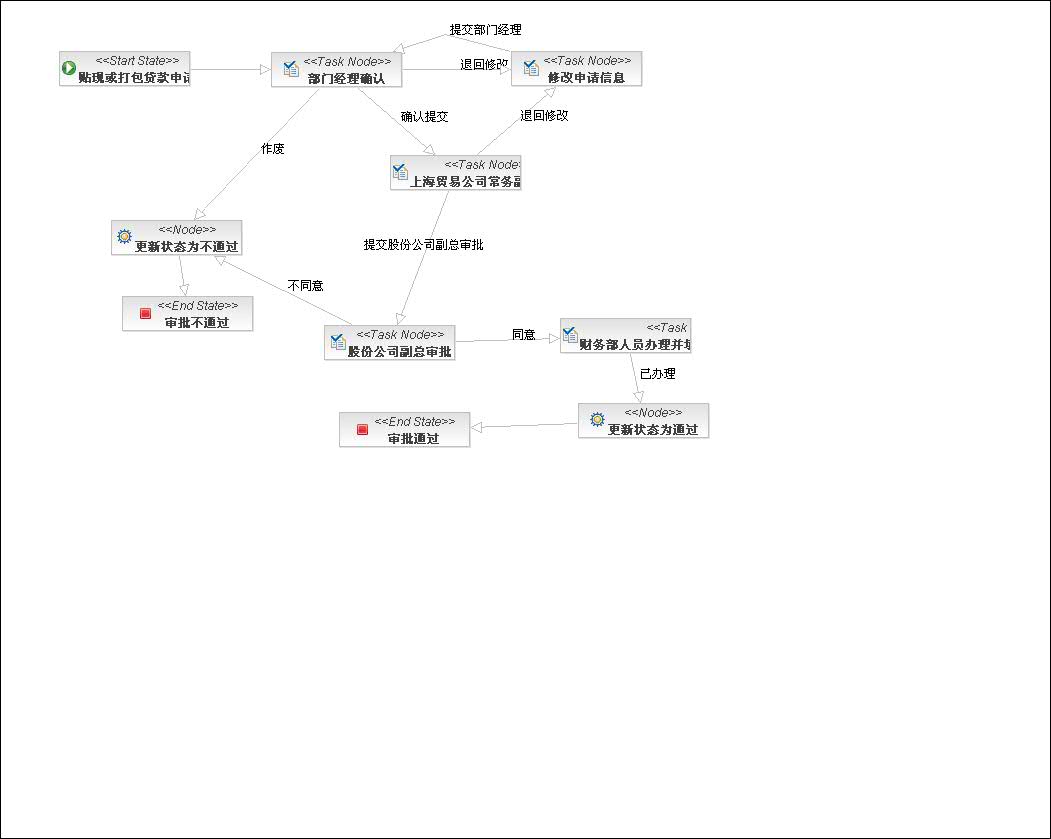 提交部门经理
<<Start State>>
贴现或打包贷款申请
<<Task Node>>
部门经理确认
退回修改
<<Task Node>>
修改申请信息
确认提交
退回修改
作废
<<Task Node>
上海贸易公司常务副
<<Node>>
更新状态为不通过
提交股份公司副总审批
不同意
<<End State>>
审批不通过
<<Task Node>>
股份公司副总审批
同意
<<Task
财务部人员办理并
已办理
<<End State>>
审批通过
<<Node>>
更新状态为通过